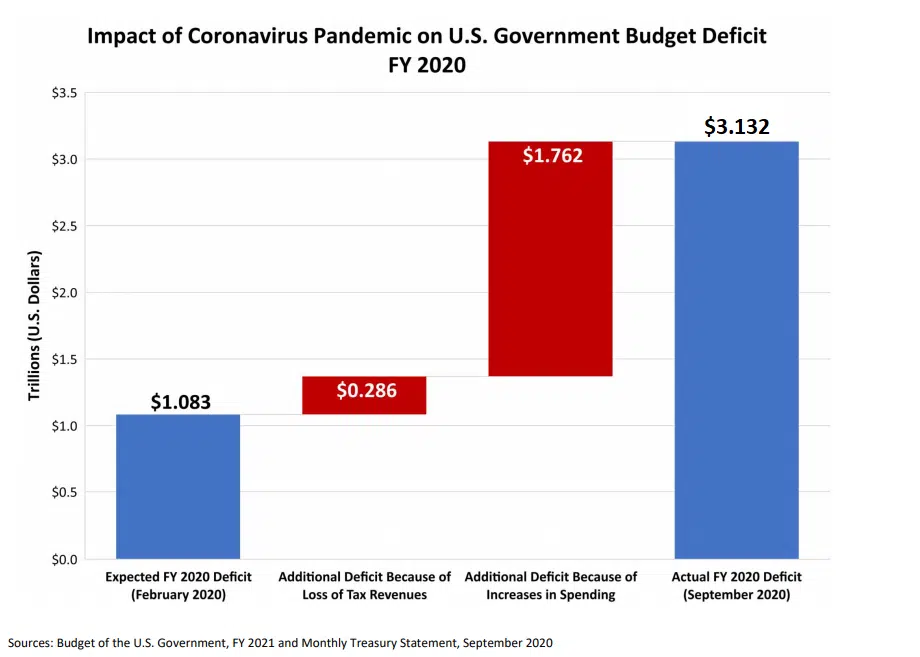 Impact of Coronavirus Pandemic on U.S. Government Budget Deficit
FY 2020
$3.5
$3.0
$2.5
$2.0
$1.5
$1.0
$0.5
$0.0
Trillions (U.S. Dollars)
$1.083
$0.286
$1.762
$3.132
Expected FY 2020 Deficit
(February 2020)
Additional Deficit Because of
Loss of Tax Revenues
Additional Deficit Because of
Increases in Spending
Actual FY 2020 Deficit
(September 2020)
Sources: Budget of the U.S. Government, FY 2021 and Monthly Treasury Statement, September 2020